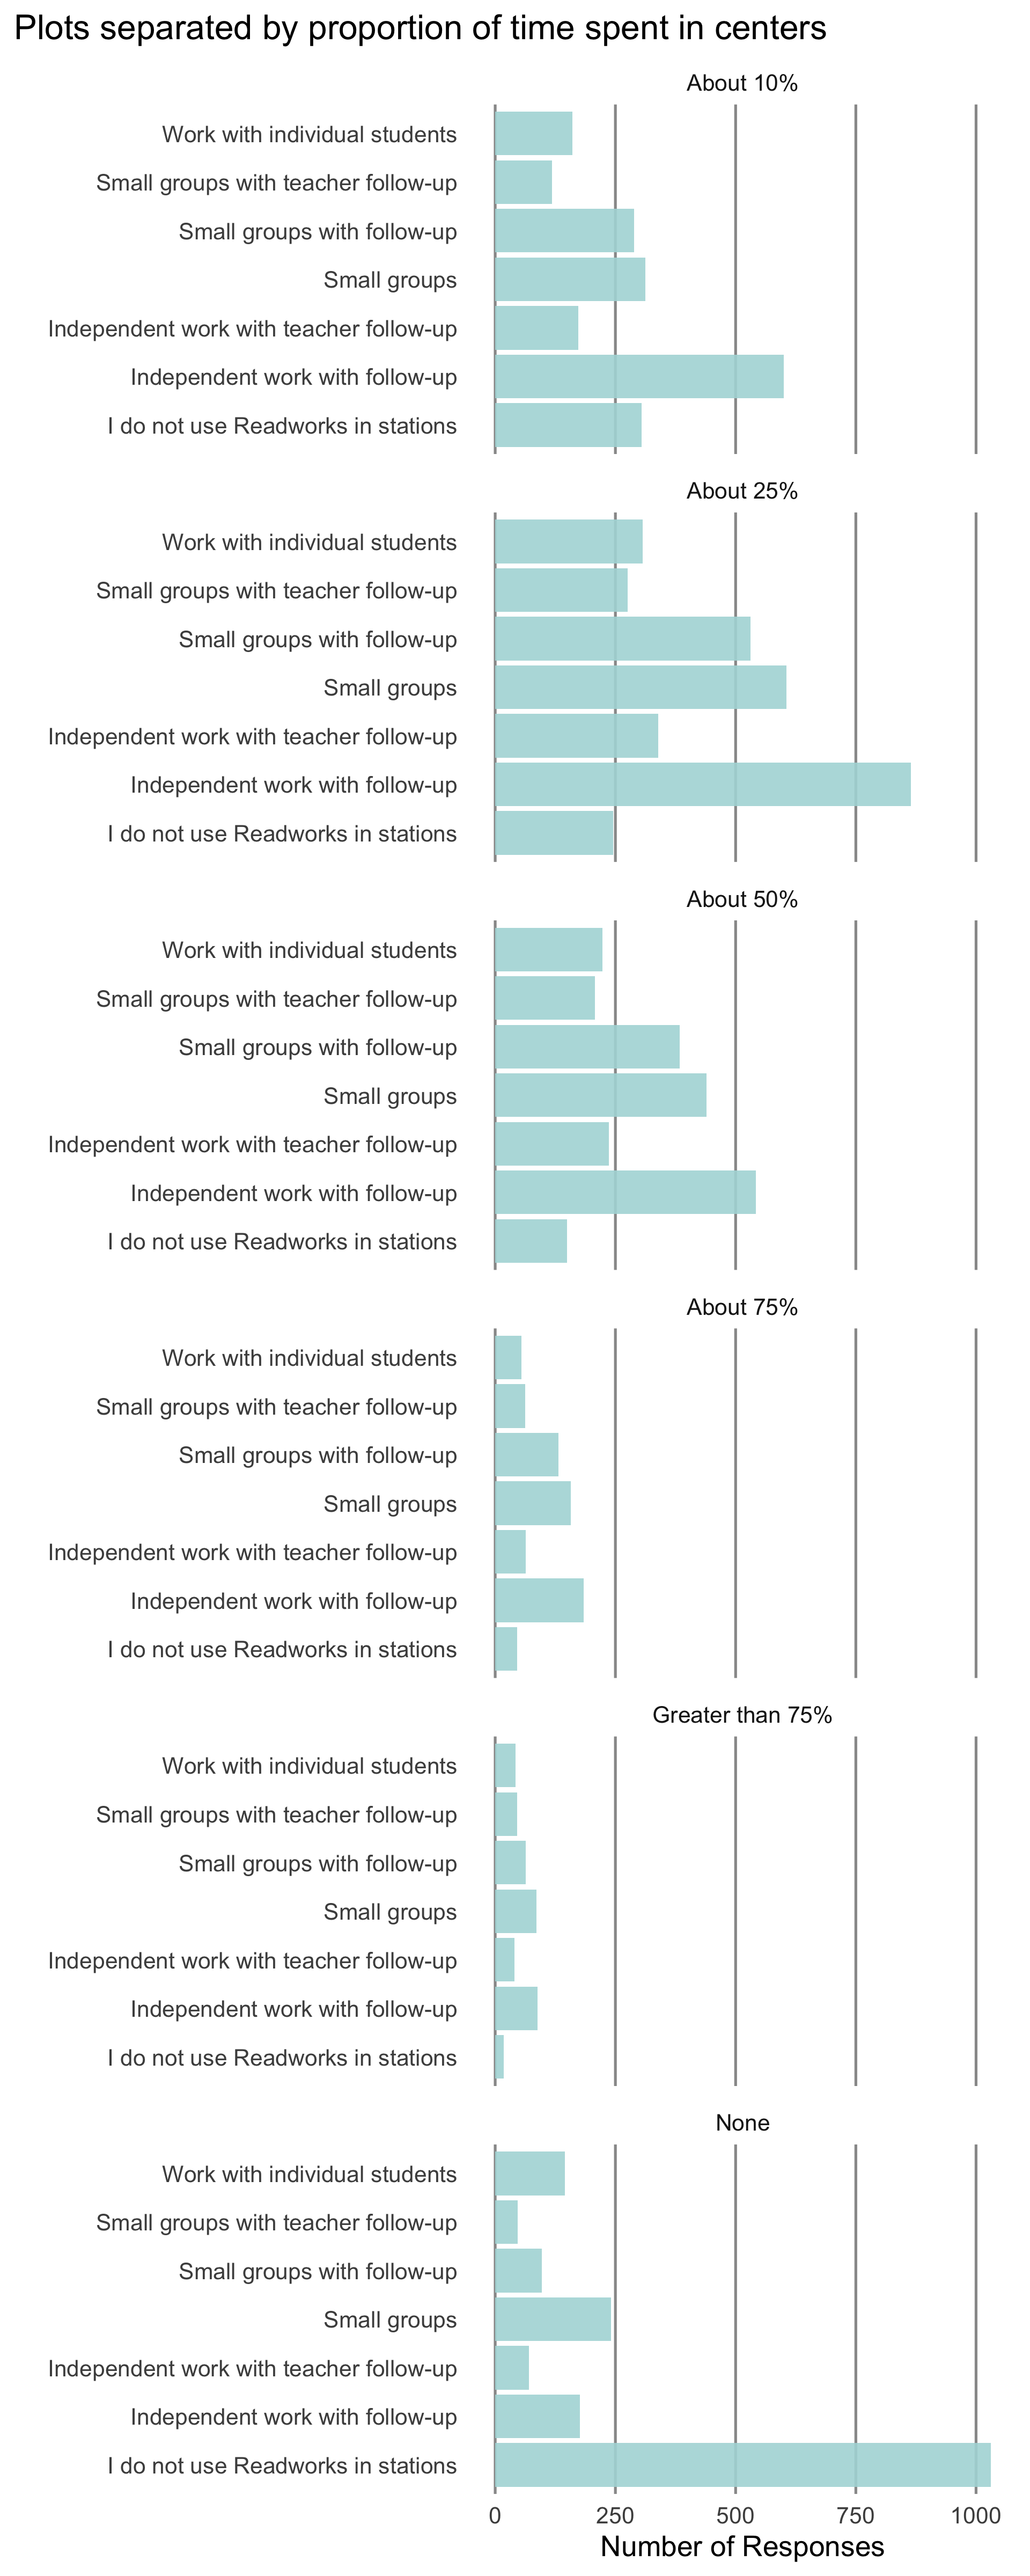 Plots separated by proportion of time spent in centers
About 10%
Work with individual students
Small groups with teacher follow-up
Small groups with follow-up
Small groups
Independent work with teacher follow-up
Independent work with follow-up
I do not use Readworks in stations
About 25%
Work with individual students
Small groups with teacher follow-up
Small groups with follow-up
Small groups
Independent work with teacher follow-up
Independent work with follow-up
I do not use Readworks in stations
About 50%
Work with individual students
Small groups with teacher follow-up
Small groups with follow-up
Small groups
Independent work with teacher follow-up
Independent work with follow-up
I do not use Readworks in stations
About 75%
Work with individual students
Small groups with teacher follow-up
Small groups with follow-up
Small groups
Independent work with teacher follow-up
Independent work with follow-up
I do not use Readworks in stations
Greater than 75%
Work with individual students
Small groups with teacher follow-up
Small groups with follow-up
Small groups
Independent work with teacher follow-up
Independent work with follow-up
I do not use Readworks in stations
None
Work with individual students
Small groups with teacher follow-up
Small groups with follow-up
Small groups
Independent work with teacher follow-up
Independent work with follow-up
I do not use Readworks in stations
0 250 500 750 1000
Number of Responses